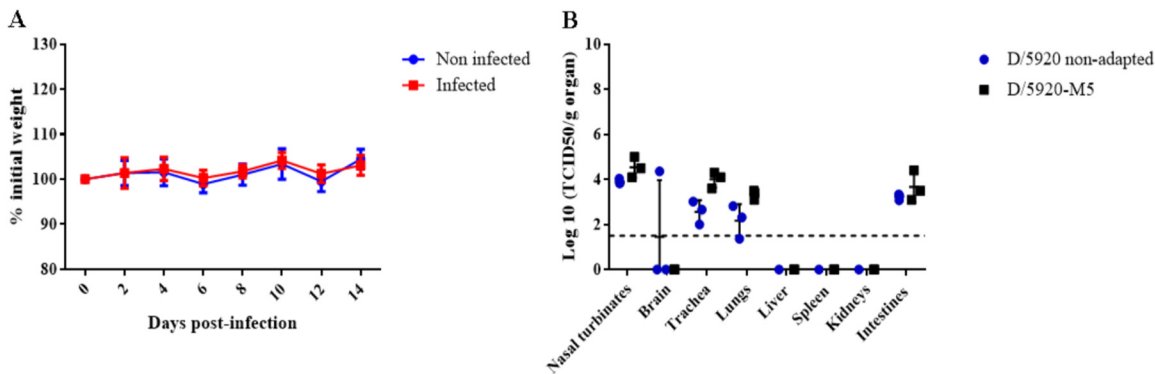 A
130
120
110
100
90
80
% initial weight
0 2 4 6 8 10 12 14
Days post-infection
Non infected
Infected
B
10
8
6
4
2
0
Log 10 (TCID50/g organ)
Nasal turbinates
Brain
Trachea
Lungs
Liver
Spleen
Kidneys
Intestines
D/5920 non-adapted
D/5920-M5